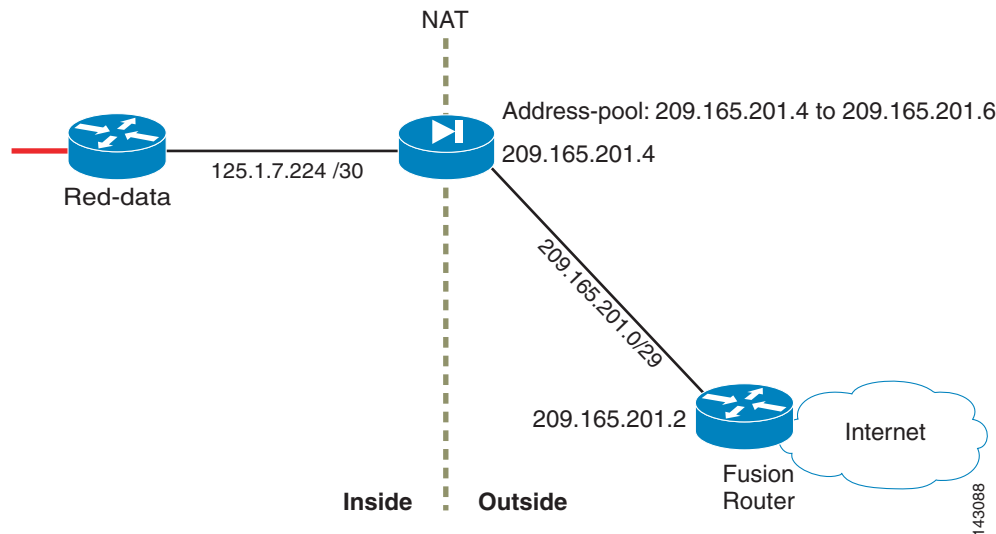 NAT
Address-pool: 209.165.201.4 to 209.165.201.6
125.1.7.224 /30
209.165.201.4
Red-data
209.165.201.0/29
209.165.201.2
Internet
Fusion
Router
Inside
Outside
143088